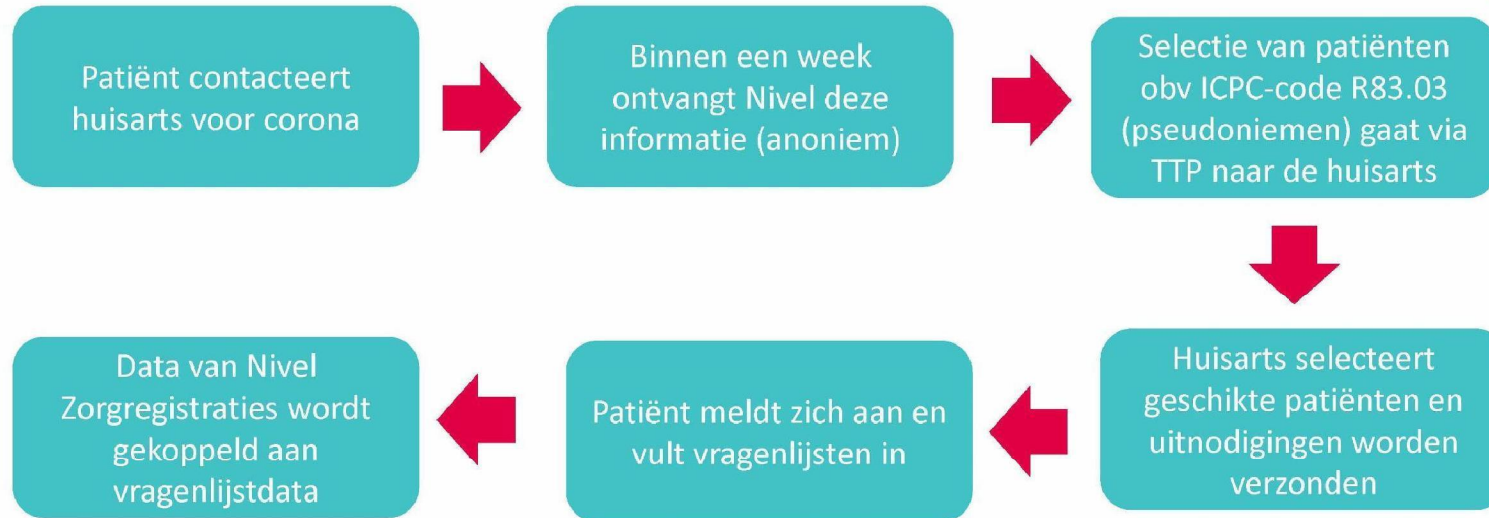 Patiënt contacteert
huisarts voor corona
Binnen een week
ontvangt Nivel deze
informatie (anoniem)
Selectie van patiënten
obv ICPC-code R83.03
(pseudoniemen) gaat via
TTP naar de huisarts
Huisarts selecteert
geschikte patiënten en
uitnodigingen worden
verzonden
Patiënt meldt zich aan en
vult vragenlijsten in
Data van Nivel
Zorgregistraties wordt
gekoppeld aan
vragenlijstdata